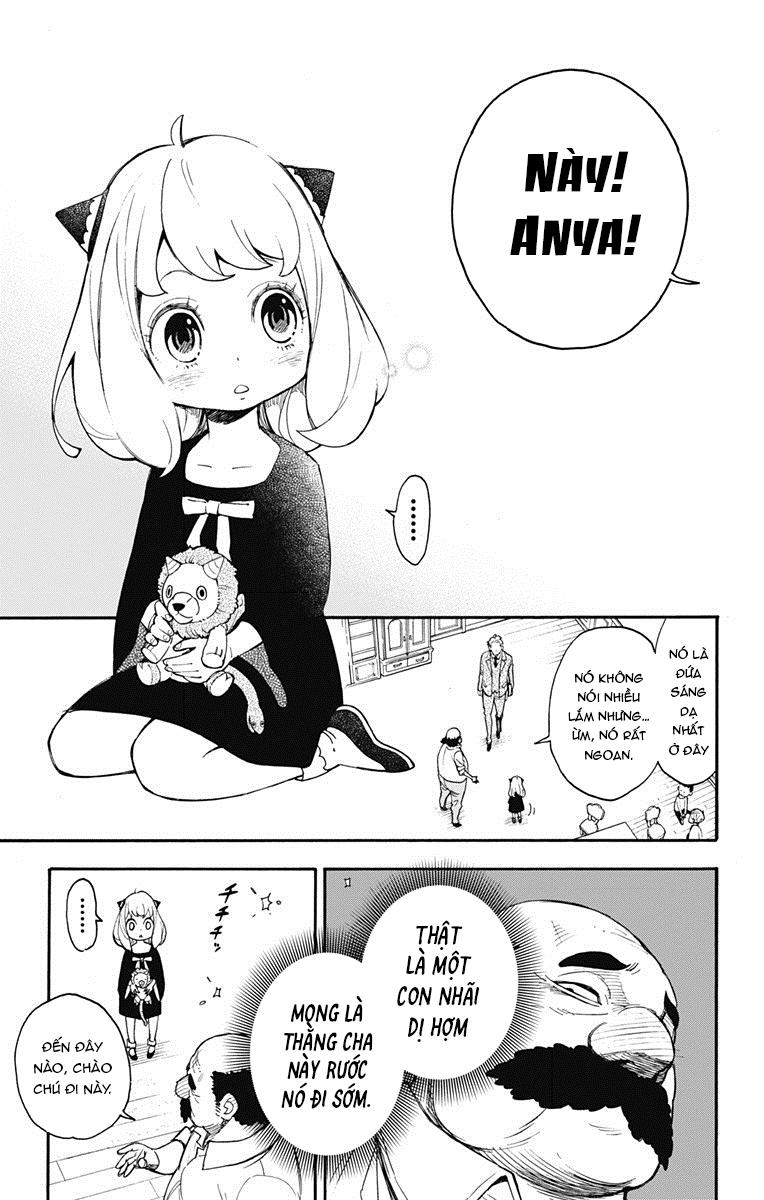 NÀY!
ANYA!
......
NÓ LÀ
ĐỨA
SÁNG
DẠ
NHẤT
Ở ĐÂY
NÓ KHÔNG
NÓI NHIỀU
LẮM NHƯNG...
ỪM, NÓ RẤT
NGOAN.
THẬT
LÀ MỘT
CON NHÃI
DỊ HỢM
MỌNG LÀ
THẰNG CHA
NÀY RƯỚC
NÓ ĐI SỚM.
チチチッ
......
ĐẾN ĐÂY
NÀO, CHÀO
CHÚ ĐI NÀY.